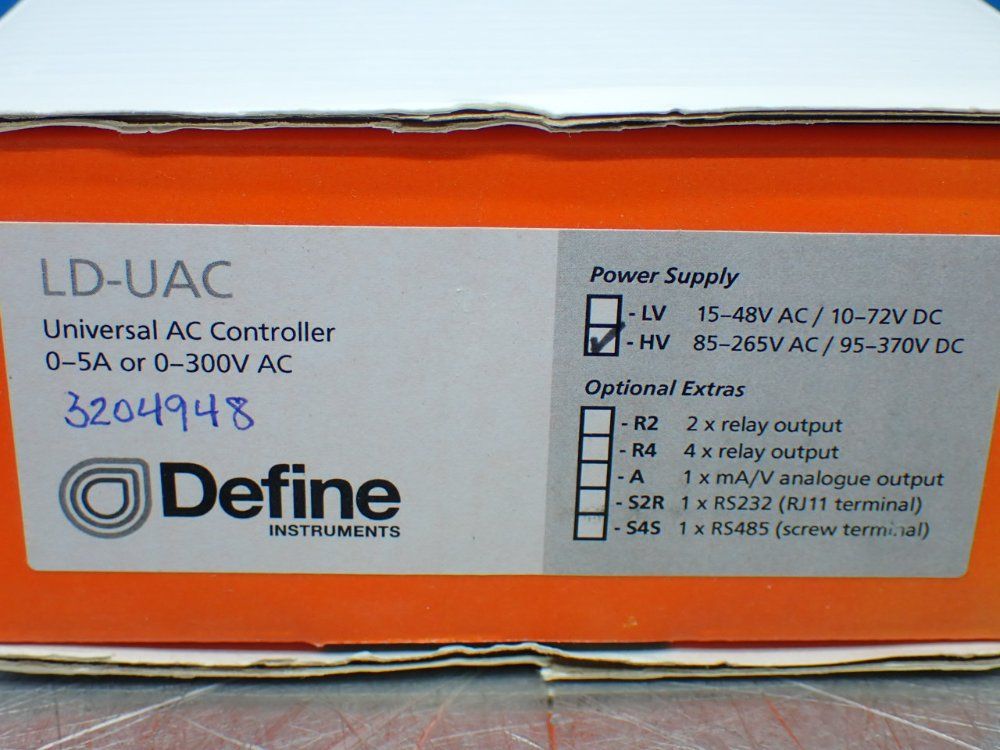 LD-UAC
Universal AC Controller
0–5A or 0–300V AC
3204948
Define
INSTRUMENTS
Power Supply
- LV 15–48V AC / 10–72V DC
- HV 85–265V AC / 95–370V DC
Optional Extras
- R2 2 x relay output
- R4 4 x relay output
- A 1 x mA/V analogue output
- S2R 1 x RS232 (RJ11 terminal)
- S4S 1 x RS485 (screw terminal)